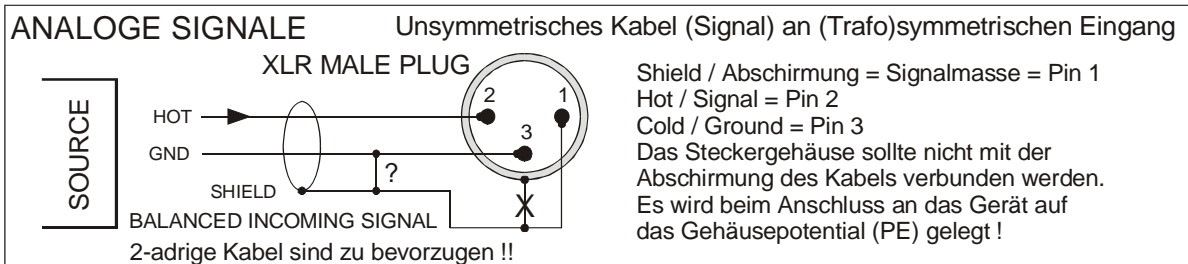 ANALOGE SIGNALE
Unsymmetrisches Kabel (Signal) an (Trafo)symmetrischen Eingang
XLR MALE PLUG
SOURCE
HOT
GND
SHIELD
?
2
1
3
X
BALANCED INCOMING SIGNAL
2-adrige Kabel sind zu bevorzugen !!
Shield / Abschirmung = Signalmasse = Pin 1
Hot / Signal = Pin 2
Cold / Ground = Pin 3
Das Steckergehäuse sollte nicht mit der
Abschirmung des Kabels verbunden werden.
Es wird beim Anschluss an das Gerät auf
das Gehäusepotential (PE) gelegt !